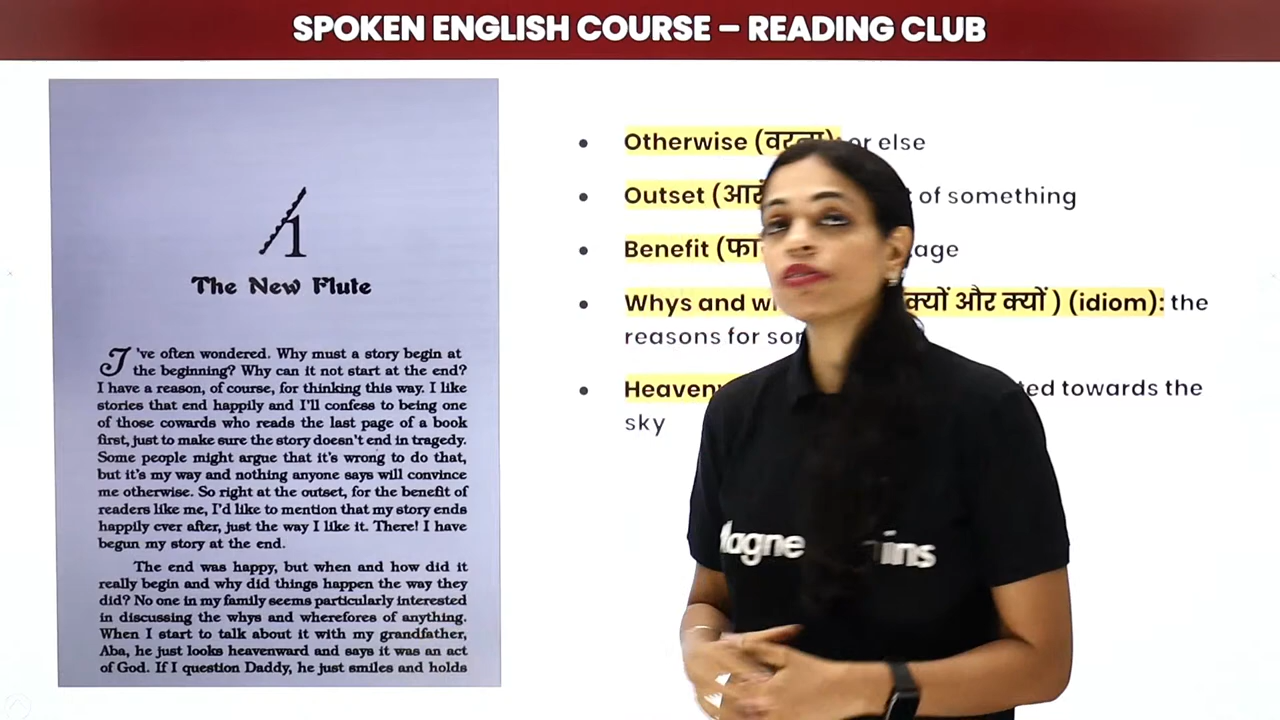 SPOKEN ENGLISH COURSE – READING CLUB
1
The New Flute
I've often wondered. Why must a story begin at
the beginning? Why can it not start at the end?
I have a reason, of course, for thinking this way. I like
stories that end happily and I'll confess to being one
of those cowards who reads the last page of a book
first, just to make sure the story doesn't end in tragedy.
Some people might argue that it's wrong to do that,
but it's my way and nothing anyone says will convince
me otherwise. So right at the outset, for the benefit of
readers like me, I'd like to mention that my story ends
happily ever after, just the way I like it. There! I have
begun my story at the end.
The end was happy, but when and how did it
really begin and why did things happen the way they
did? No one in my family seems particularly interested
in discussing the whys and wherefores of anything.
When I start to talk about it with my grandfather,
Aba, he just looks heavenward and says it was an act
of God. If I question Daddy, he just smiles and holds
• Otherwise (वरना): or else
• Outset ( of something
• Benefit (
• Whys and क्यों और क्यों ) (idiom): the
reasons for
• towards the
sky